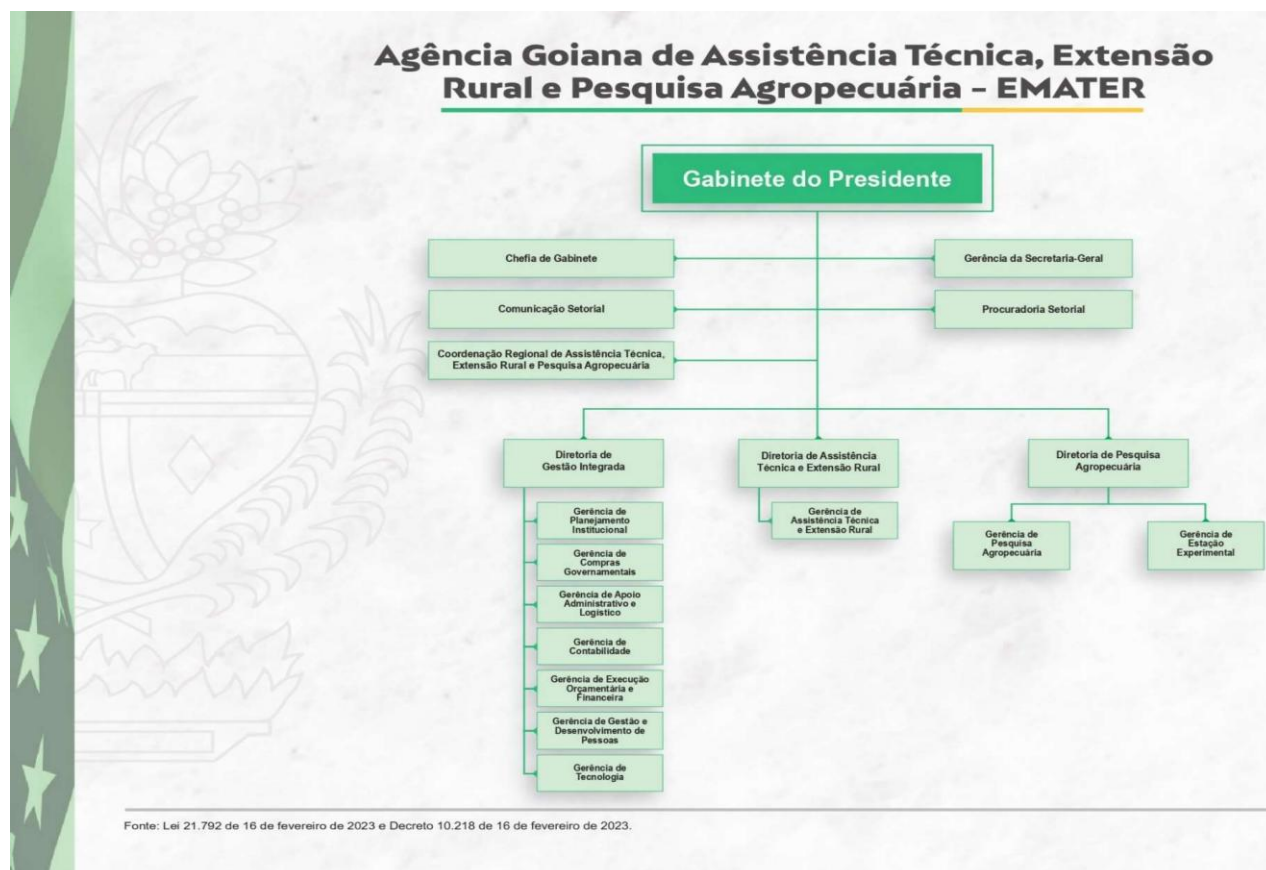 Agência Goiana de Assistência Técnica, Extensão
Rural e Pesquisa Agropecuária – EMATER
Gabinete do Presidente
Chefia de Gabinete
Gerência da Secretaria-Geral
Comunicação Setorial
Procuradoria Setorial
Coordenação Regional de Assistência Técnica,
Extensão Rural e Pesquisa Agropecuária
Diretoria de
Gestão Integrada
Gerência de
Planejamento
Institucional
Gerência de
Compras
Governamentais
Gerência de Apoio
Administrativo e
Logístico
Gerência de
Contabilidade
Gerência de Execução
Orçamentária e
Financeira
Gerência de Gestão e
Desenvolvimento de
Pessoas
Gerência de
Tecnologia
Diretoria de Assistência
Técnica e Extensão Rural
Gerência de
Assistência Técnica
e Extensão Rural
Diretoria de Pesquisa
Agropecuária
Gerência de
Pesquisa
Agropecuária
Gerência de
Estação
Experimental
Fonte: Lei 21.792 de 16 de fevereiro de 2023 e Decreto 10.218 de 16 de fevereiro de 2023.